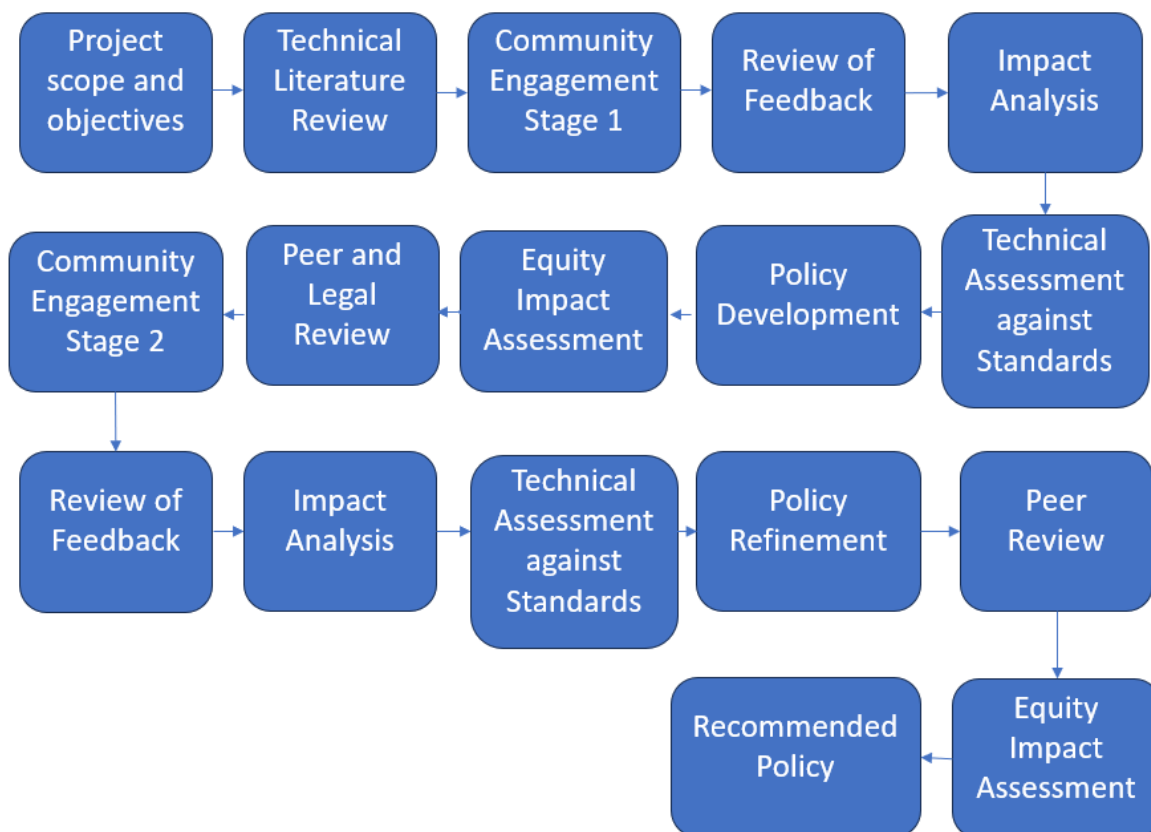 Project
scope and
objectives
Technical
Literature
Review
Community
Engagement
Stage 1
Review of
Feedback
Impact
Analysis
Technical
Assessment
against
Standards
Policy
Development
Equity
Impact
Assessment
Peer and
Legal
Review
Community
Engagement
Stage 2
Review of
Feedback
Impact
Analysis
Technical
Assessment
against
Standards
Policy
Refinement
Peer
Review
Equity
Impact
Assessment
Recommended
Policy